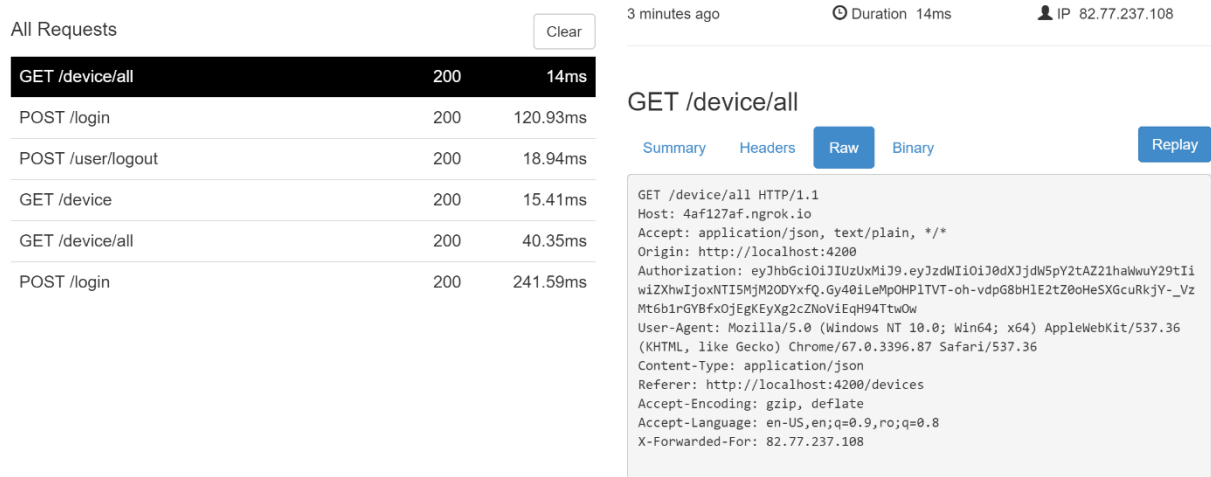 All Requests
Clear
GET /device/all 200 14ms
POST /login 200 120.93ms
POST /user/logout 200 18.94ms
GET /device 200 15.41ms
GET /device/all 200 40.35ms
POST /login 200 241.59ms
3 minutes ago Duration 14ms IP 82.77.237.108
GET /device/all
Summary Headers Raw Binary Replay
GET /device/all HTTP/1.1
Host: 4af127af.ngrok.io
Accept: application/json, text/plain, */*
Origin: http://localhost:4200
Authorization: eyJhbGciOiJIUzUxMiJ9.eyJzdWIiOiJ0dXJjdW5pY2tAZ21haWwuY29tIi
wiZXhwIjoxNTI5MjM2ODYxfQ.Gy40iLeMpOHPlTVT-oh-vdpG8bHlE2tZ0oHeSXGcuRkjY-_Vz
Mt6b1rGYBfxOjEgKEyXg2cZNoViEqH94TtwOw
User-Agent: Mozilla/5.0 (Windows NT 10.0; Win64; x64) AppleWebKit/537.36
(KHTML, like Gecko) Chrome/67.0.3396.87 Safari/537.36
Content-Type: application/json
Referer: http://localhost:4200/devices
Accept-Encoding: gzip, deflate
Accept-Language: en-US,en;q=0.9,ro;q=0.8
X-Forwarded-For: 82.77.237.108